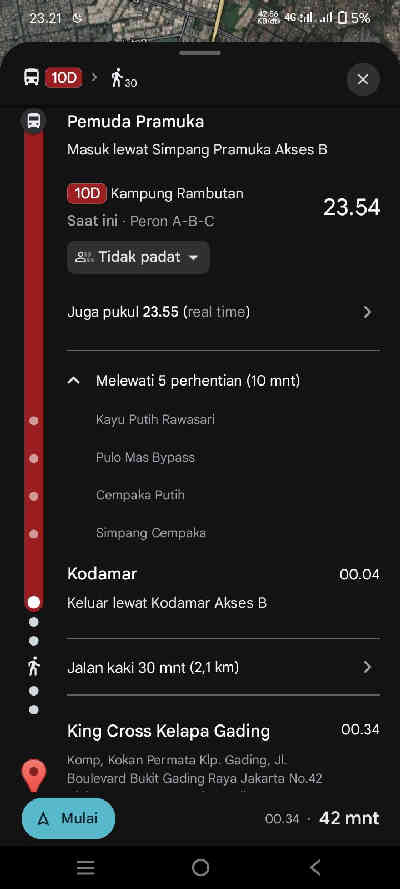 23.21
42.56
KB/dtk
4G
5%
10D
30
Pemuda Pramuka
Masuk lewat Simpang Pramuka Akses B
10D Kampung Rambutan
23.54
Saat ini · Peron A-B-C
Tidak padat
Juga pukul 23.55 (real time)
Melewati 5 perhentian (10 mnt)
Kayu Putih Rawasari
Pulo Mas Bypass
Cempaka Putih
Simpang Cempaka
Kodamar 00.04
Keluar lewat Kodamar Akses B
Jalan kaki 30 mnt (2,1 km)
King Cross Kelapa Gading 00.34
Komp, Kokan Permata Klp. Gading, Jl.
Boulevard Bukit Gading Raya Jakarta No.42
Mulai
00.34 · 42 mnt